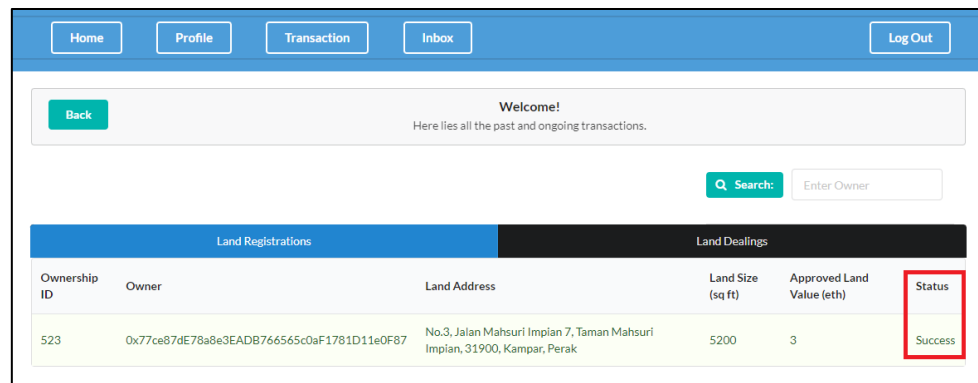 Home Profile Transaction Inbox Log Out
Back
Welcome!
Here lies all the past and ongoing transactions.
Search: Enter Owner
Land Registrations Land Dealings
Ownership ID Owner Land Address Land Size (sq ft) Approved Land Value (eth) Status
523 0x77ce87dE78a8e3EADB766565c0aF1781D11e0F87 No.3, Jalan Mahsuri Impian 7, Taman Mahsuri Impian, 31900, Kampar, Perak 5200 3 Success